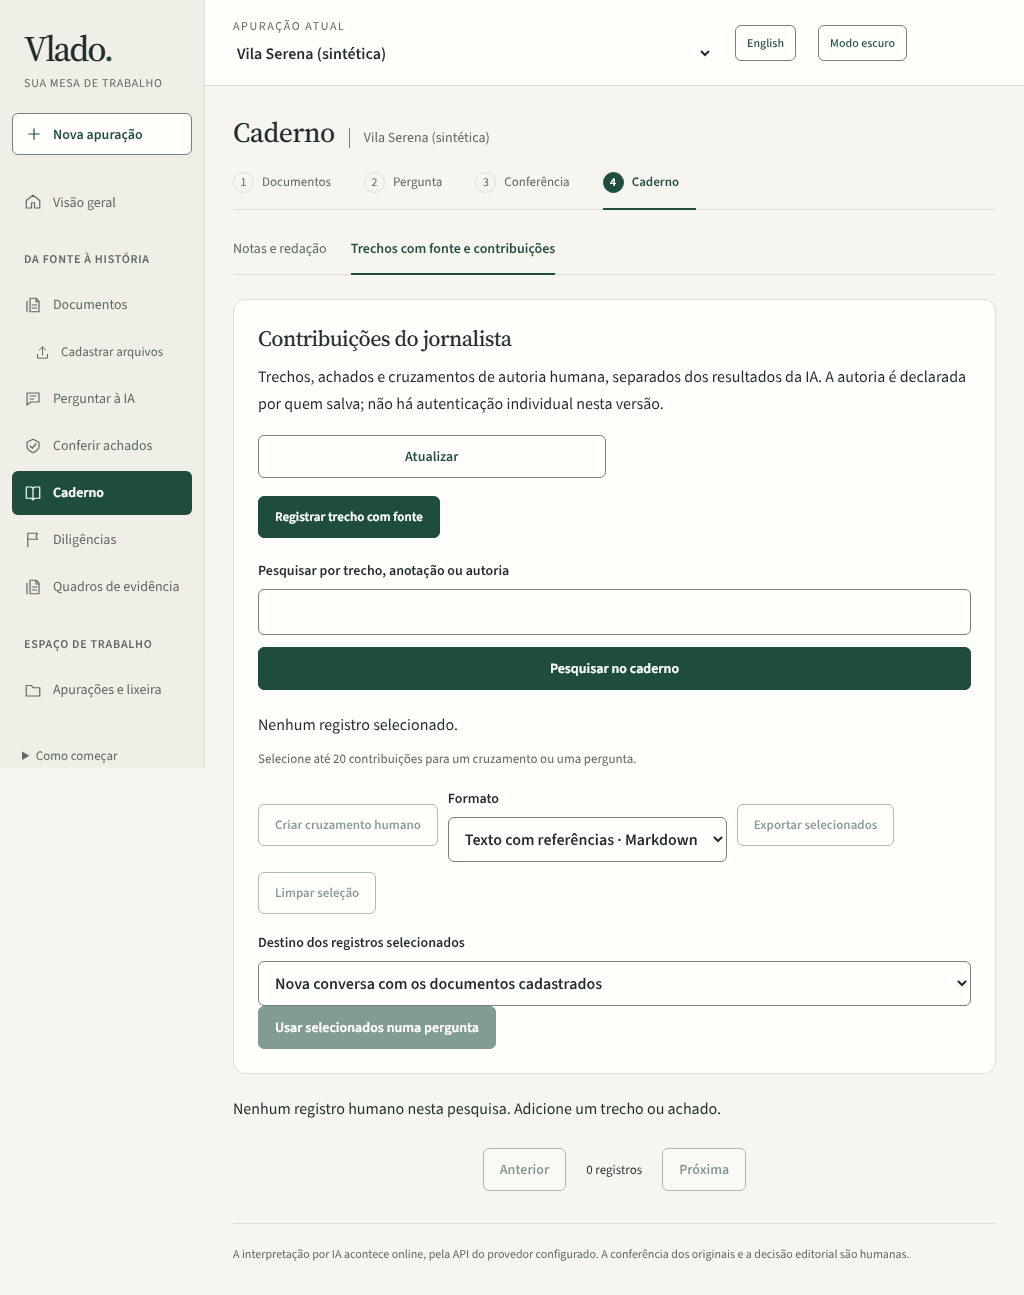 Vlado.
SUA MESA DE TRABALHO
Nova apuração
Visão geral
DA FONTE À HISTÓRIA
Documentos
Cadastrar arquivos
Perguntar à IA
Conferir achados
Caderno
Diligências
Quadros de evidência
ESPAÇO DE TRABALHO
Apurações e lixeira
Como começar
APURAÇÃO ATUAL
Vila Serena (sintética)
English
Modo escuro
Caderno
Vila Serena (sintética)
1 Documentos
2 Pergunta
3 Conferência
4 Caderno
Notas e redação
Trechos com fonte e contribuições
Contribuições do jornalista
Trechos, achados e cruzamentos de autoria humana, separados dos resultados da IA. A autoria é declarada
por quem salva; não há autenticação individual nesta versão.
Atualizar
Registrar trecho com fonte
Pesquisar por trecho, anotação ou autoria
Pesquisar no caderno
Nenhum registro selecionado.
Selecione até 20 contribuições para um cruzamento ou uma pergunta.
Criar cruzamento humano
Formato
Texto com referências · Markdown
Exportar selecionados
Limpar seleção
Destino dos registros selecionados
Nova conversa com os documentos cadastrados
Usar selecionados numa pergunta
Nenhum registro humano nesta pesquisa. Adicione um trecho ou achado.
Anterior
0 registros
Próxima
A interpretação por IA acontece online, pela API do provedor configurado. A conferência dos originais e a decisão editorial são humanas.